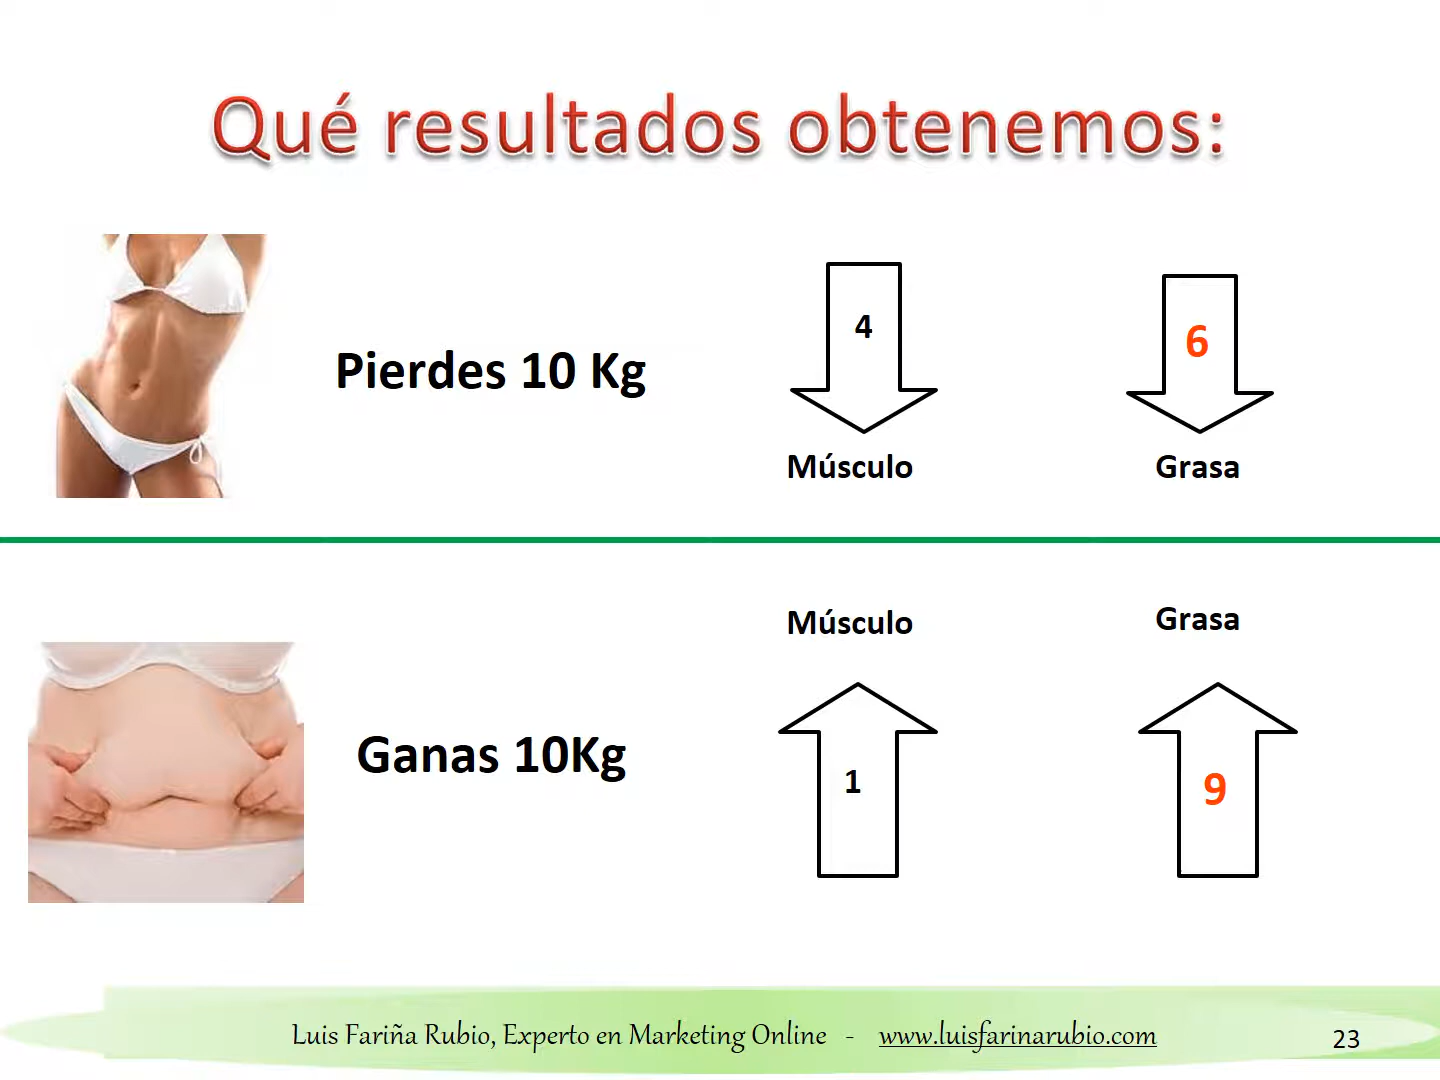 Qué resultados obtenemos:
Pierdes 10 Kg
4
6
Músculo
Grasa
Músculo
Grasa
Ganas 10Kg
1
9
Luis Fariña Rubio, Experto en Marketing Online - www.luisfarinarubio.com
23